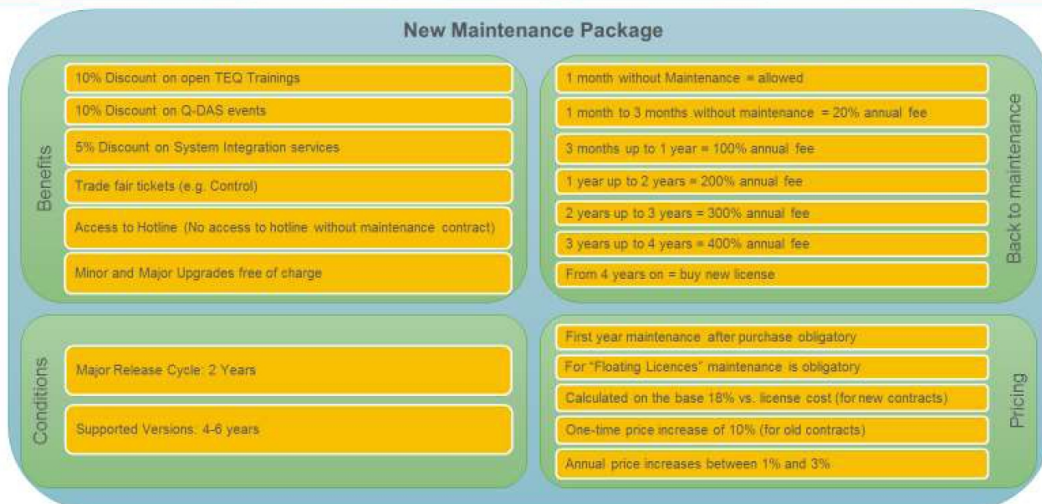 New Maintenance Package
Benefits
10% Discount on open TEQ Trainings
10% Discount on Q-DAS events
5% Discount on System Integration services
Trade fair tickets (e.g. Control)
Access to Hotline (No access to hotline without maintenance contract)
Minor and Major Upgrades free of charge
Back to maintenance
1 month without Maintenance = allowed
1 month to 3 months without maintenance = 20% annual fee
3 months up to 1 year = 100% annual fee
1 year up to 2 years = 200% annual fee
2 years up to 3 years = 300% annual fee
3 years up to 4 years = 400% annual fee
From 4 years on = buy new license
Conditions
Major Release Cycle: 2 Years
Supported Versions: 4-6 years
Pricing
First year maintenance after purchase obligatory
For "Floating Licences" maintenance is obligatory
Calculated on the base 18% vs. license cost (for new contracts)
One-time price increase of 10% (for old contracts)
Annual price increases between 1% and 3%